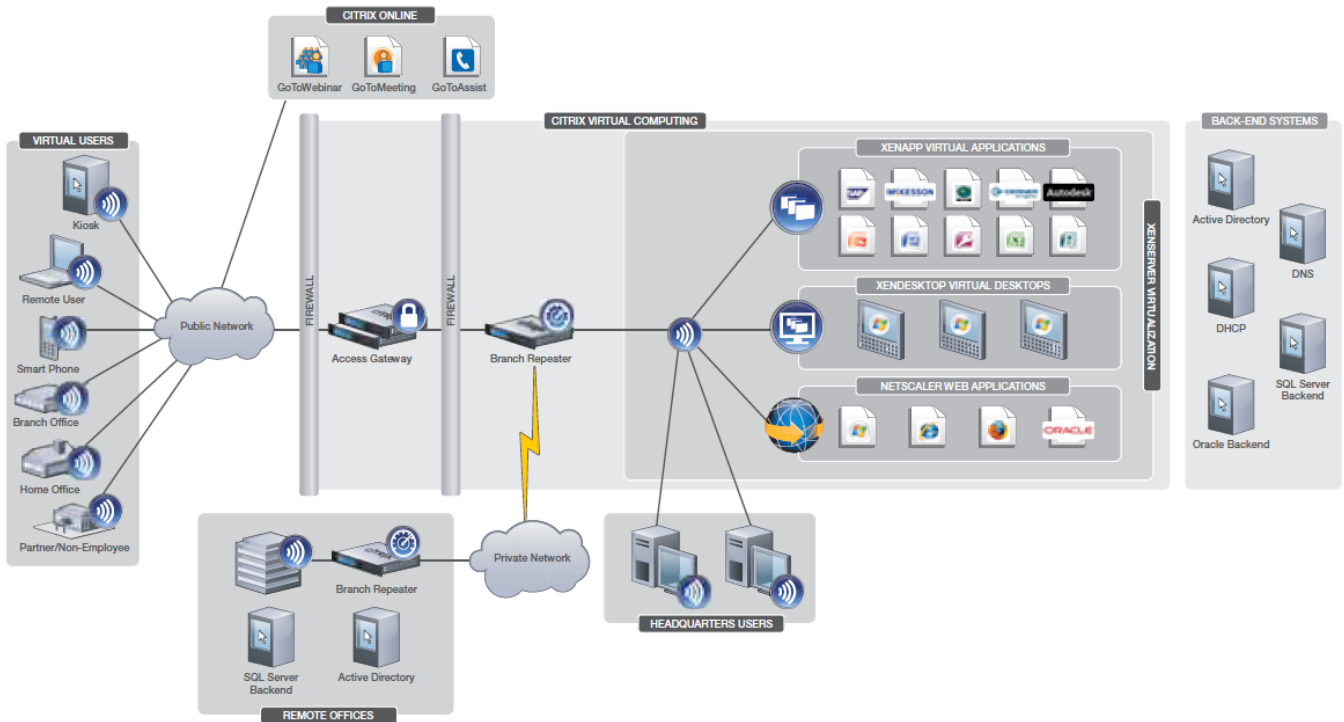 CITRIX ONLINE
GoToWebinar
GoToMeeting
GoToAssist
VIRTUAL USERS
Kiosk
Remote User
Smart Phone
Branch Office
Home Office
Partner/Non-Employee
Public Network
FIREWALL
Access Gateway
FIREWALL
Branch Repeater
CITRIX VIRTUAL COMPUTING
XENAPP VIRTUAL APPLICATIONS
SAP
MCKESSON
Autodesk
XENDESKTOP VIRTUAL DESKTOPS
NETSCALER WEB APPLICATIONS
ORACLE
XENSERVER VIRTUALIZATION
BACK-END SYSTEMS
Active Directory
DNS
DHCP
SQL Server
Backend
Oracle Backend
Private Network
Branch Repeater
SQL Server
Backend
Active Directory
REMOTE OFFICES
HEADQUARTERS USERS